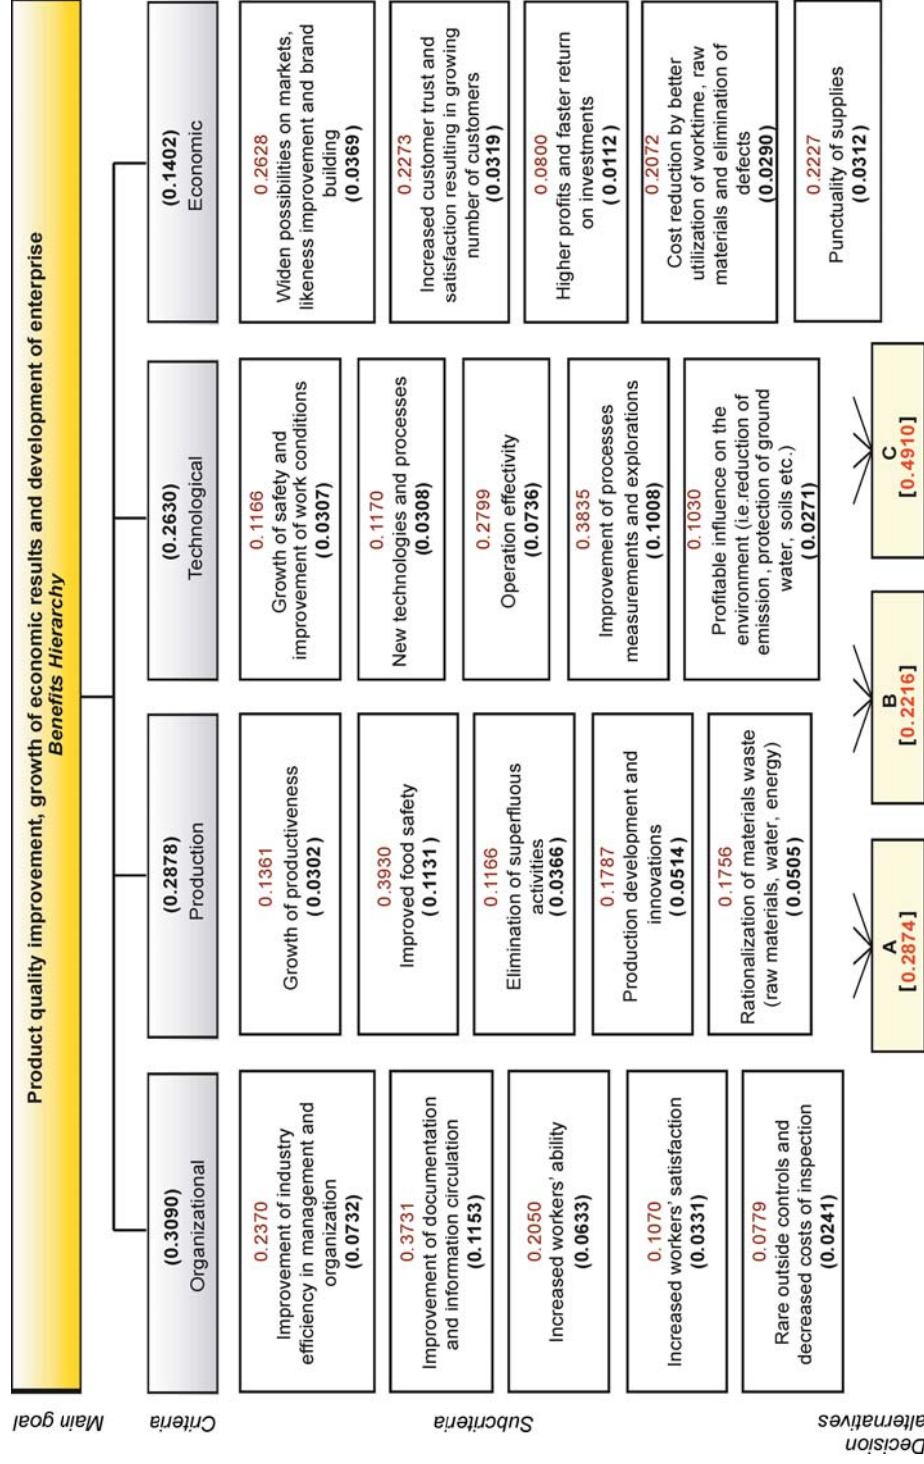 Main goal
Product quality improvement, growth of economic results and development of enterprise
Benefits Hierarchy
Criteria
(0.3090)
Organizational
(0.2878)
Production
(0.2630)
Technological
(0.1402)
Economic
Subcriteria
0.2370
Improvement of industry
efficiency in management and
organization
(0.0732)
0.3731
Improvement of documentation
and information circulation
(0.1153)
0.2050
Increased workers' ability
(0.0633)
0.1070
Increased workers' satisfaction
(0.0331)
0.0779
Rare outside controls and
decreased costs of inspection
(0.0241)
0.1361
Growth of productiveness
(0.0302)
0.3930
Improved food safety
(0.1131)
0.1166
Elimination of superfluous
activities
(0.0366)
0.1787
Production development and
innovations
(0.0514)
0.1756
Rationalization of materials waste
(raw materials, water, energy)
(0.0505)
0.1166
Growth of safety and
improvement of work conditions
(0.0307)
0.1170
New technologies and processes
(0.0308)
0.2799
Operation effectivity
(0.0736)
0.3835
Improvement of processes
measurements and explorations
(0.1008)
0.1030
Profitable influence on the
environment (i.e..reduction of
emission, protection of ground
water, soils etc.)
(0.0271)
0.2628
Widen possibilities on markets,
likeness improvement and brand
building
(0.0369)
0.2273
Increased customer trust and
satisfaction resulting in growing
number of customers
(0.0319)
0.0800
Higher profits and faster return
on investments
(0.0112)
0.2072
Cost reduction by better
utilization of worktime, raw
materials and elimination of
defects
(0.0290)
0.2227
Punctuality of supplies
(0.0312)
Decision
alternatives
A
[0.2874]
B
[0.2216]
C
[0.4910]